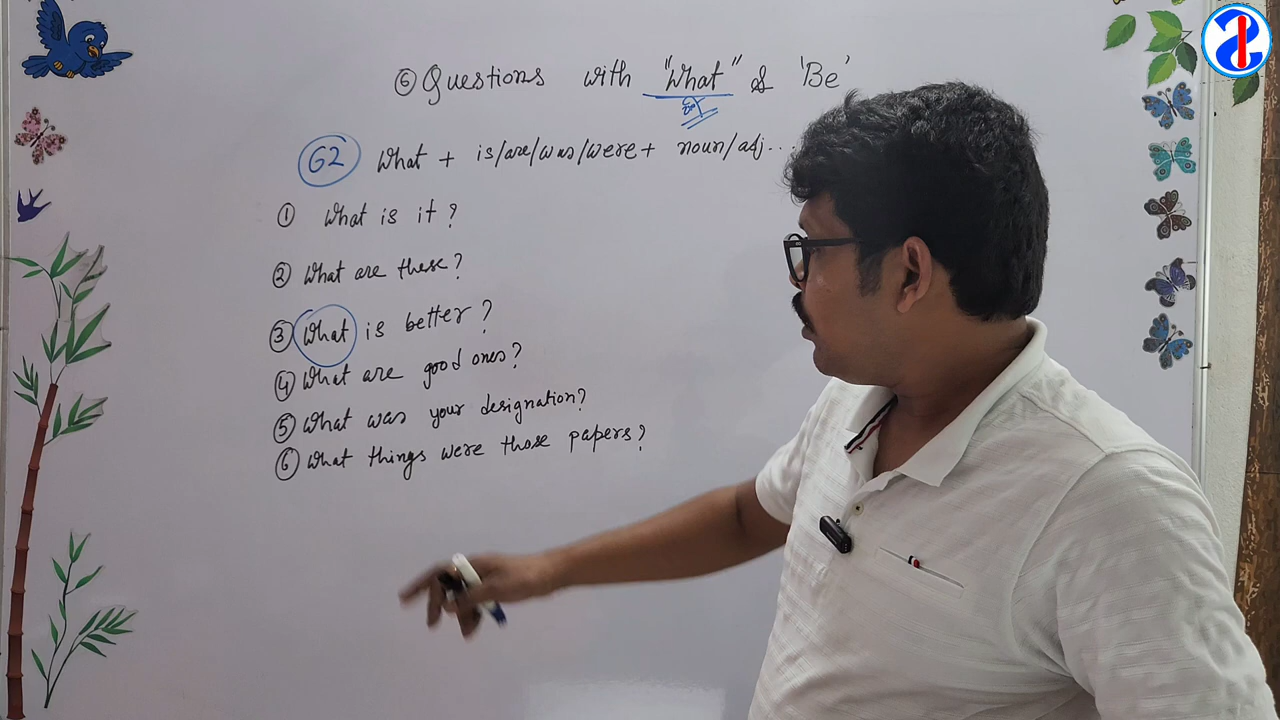 ⑥ Questions with "What" & 'Be'
62 What + is/are/was/were + noun/adj...
① What is it?
② What are these?
③ What is better?
④ What are good ones?
⑤ What was your designation?
⑥ What things were those papers?